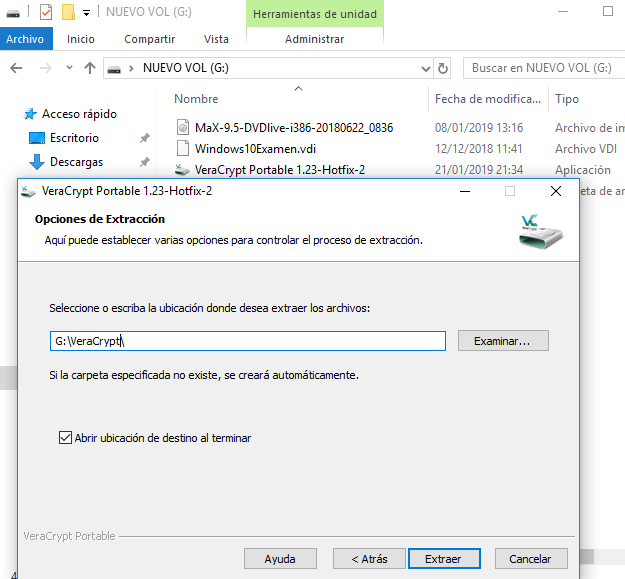 NUEVO VOL (G:)
Herramientas de unidad
Archivo Inicio Compartir Vista Administrar
NUEVO VOL (G:)
Buscar en NUEVO VOL (G:)
Nombre Fecha de modifica... Tipo
Acceso rápido
Escritorio
Descargas
MaX-9.5-DVDlive-i386-20180622_0836 08/01/2019 13:16 Archivo de im
Windows10Examen.vdi 12/12/2018 11:41 Archivo VDI
VeraCrypt Portable 1.23-Hotfix-2 21/01/2019 21:34 Aplicación
eta de ar
VeraCrypt Portable 1.23-Hotfix-2
Opciones de Extracción
VC
Aquí puede establecer varias opciones para controlar el proceso de extracción.
Seleccione o escriba la ubicación donde desea extraer los archivos:
G:\VeraCrypt\
Examinar...
Si la carpeta especificada no existe, se creará automáticamente.
Abrir ubicación de destino al terminar
VeraCrypt Portable
Ayuda < Atrás Extraer Cancelar